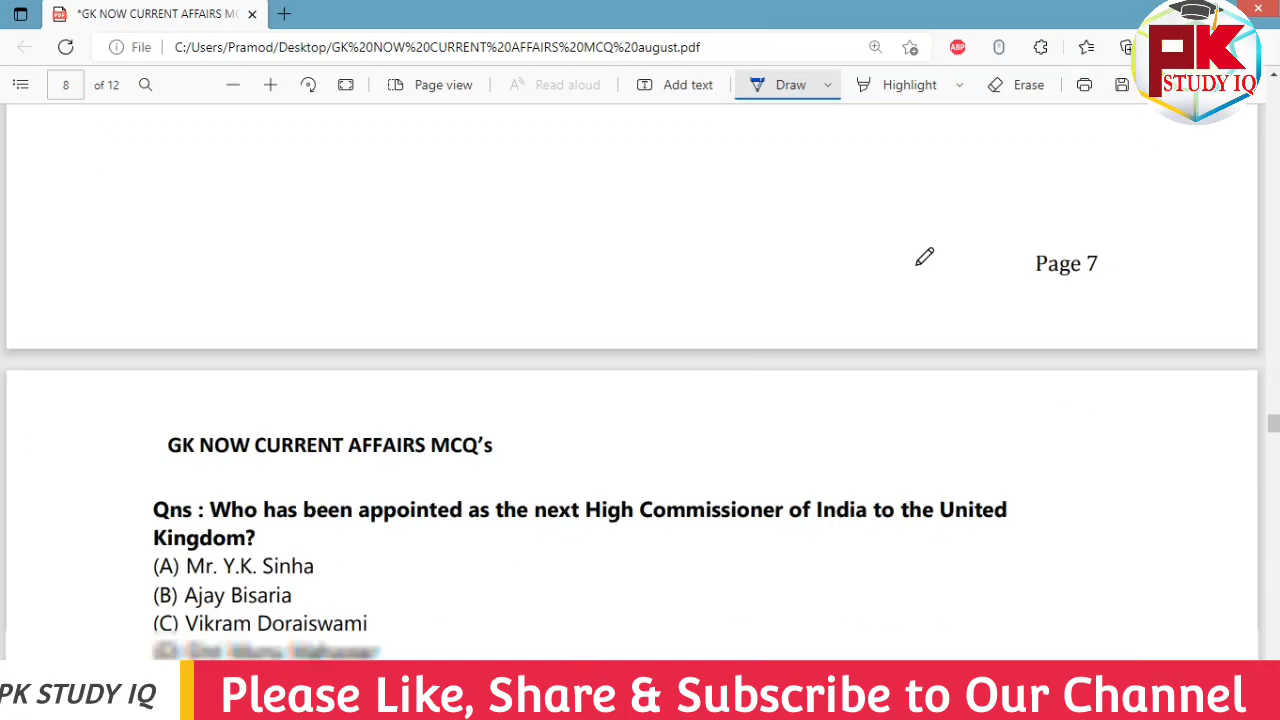 *GK NOW CURRENT AFFAIRS MC
File
C:/Users/Pramod/Desktop/GK%20NOW%20CURRENT%20AFFAIRS%20MCQ%20august.pdf
ABP
8 of 12
Page view
Read aloud
Add text
Draw
Highlight
Erase
PK
STUDY IQ
Page 7
GK NOW CURRENT AFFAIRS MCQ's
Qns : Who has been appointed as the next High Commissioner of India to the United
Kingdom?
(A) Mr. Y.K. Sinha
(B) Ajay Bisaria
(C) Vikram Doraiswami
PK STUDY IQ
Please Like, Share & Subscribe to Our Channel